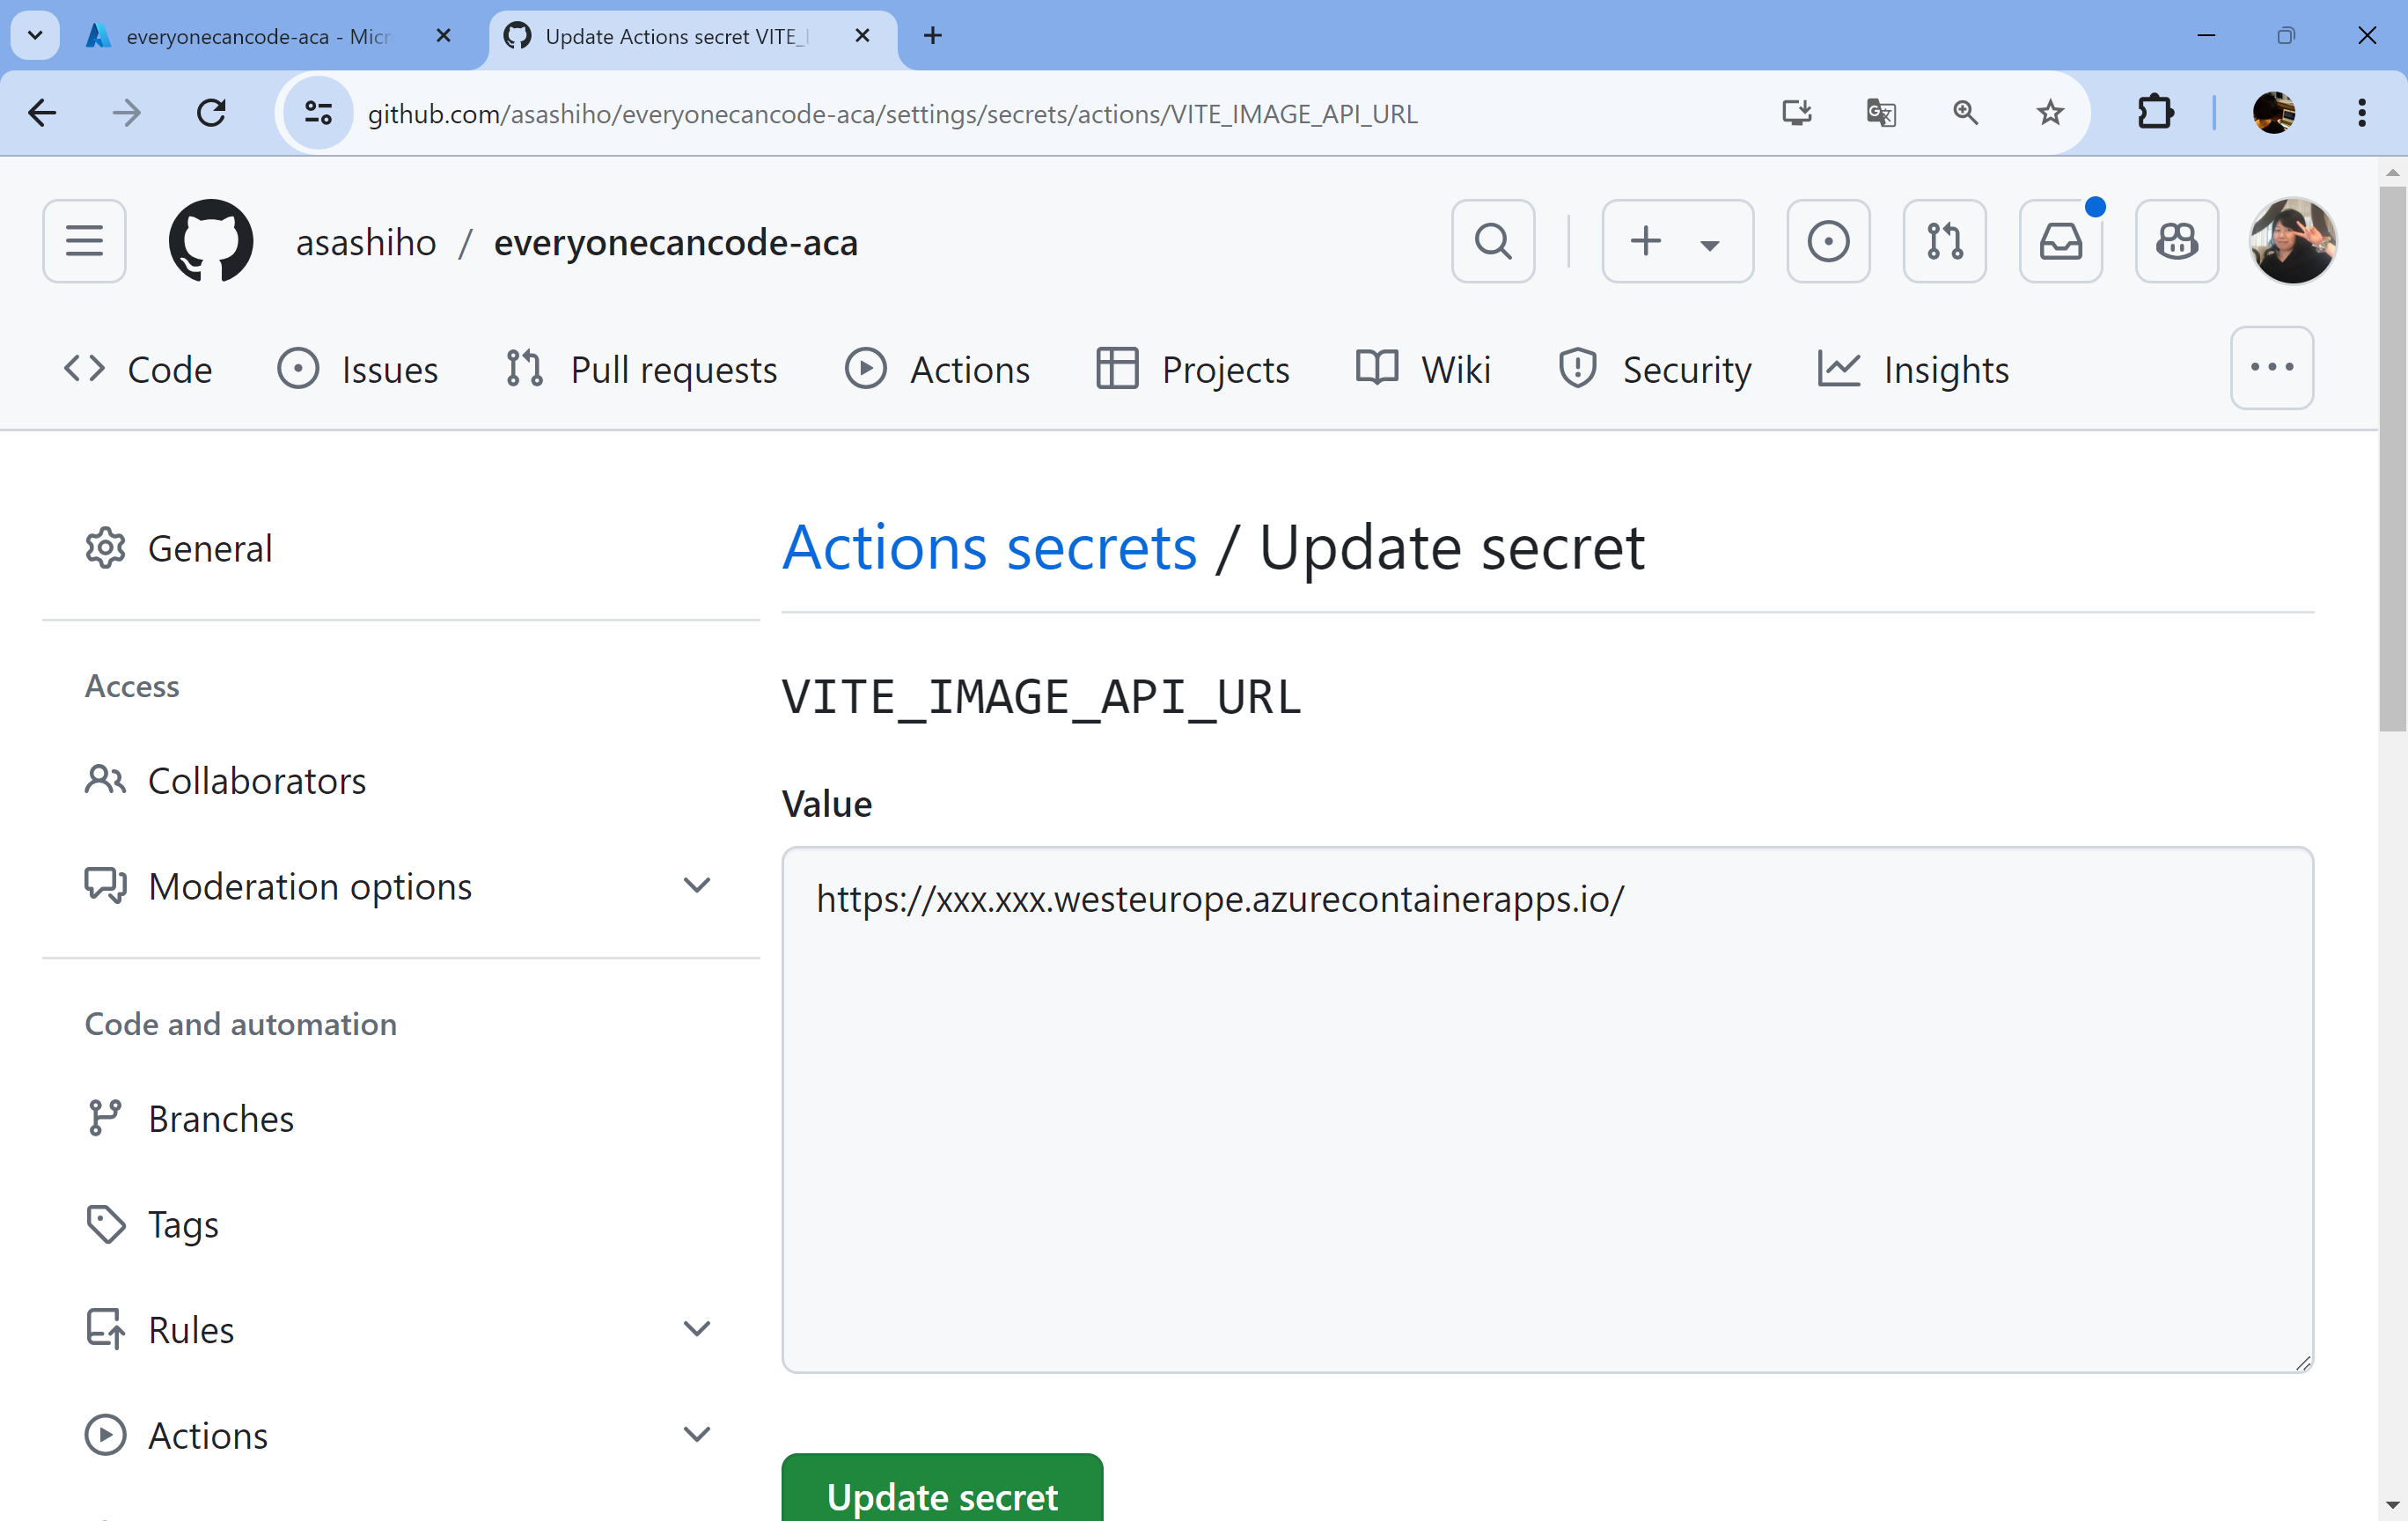 everyonecancode-aca - Micr
Update Actions secret VITE_I
github.com/asashiho/everyonecancode-aca/settings/secrets/actions/VITE_IMAGE_API_URL
asashiho / everyonecancode-aca
Code
Issues
Pull requests
Actions
Projects
Wiki
Security
Insights
General
Access
Collaborators
Moderation options
Code and automation
Branches
Tags
Rules
Actions
Actions secrets / Update secret
VITE_IMAGE_API_URL
Value
https://xxx.xxx.westeurope.azurecontainerapps.io/
Update secret